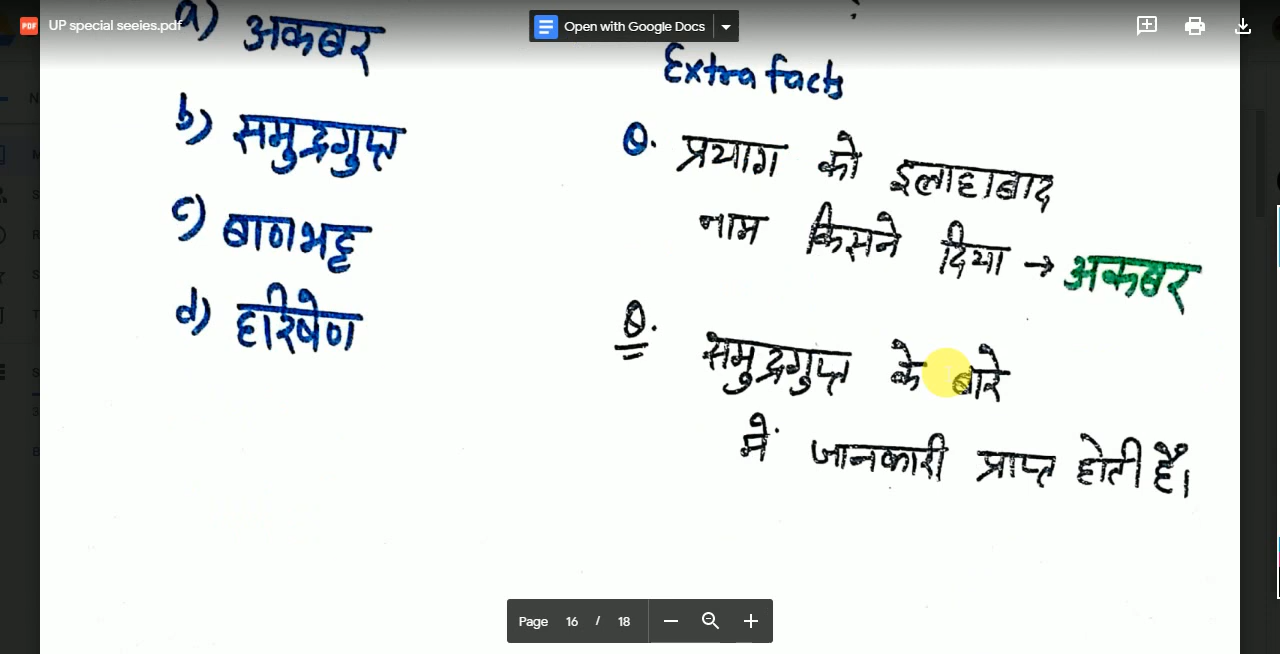 UP special seeies.pdf
Open with Google Docs
a) अकबर
b) समुद्रगुप्त
c) बाणभट्ट
d) हरिषेण
Extra facts
Q. प्रयाग को इलाहाबाद
नाम किसने दिया → अकबर
Q. समुद्रगुप्त के बारे
में जानकारी प्राप्त होती है।
Page 16 / 18